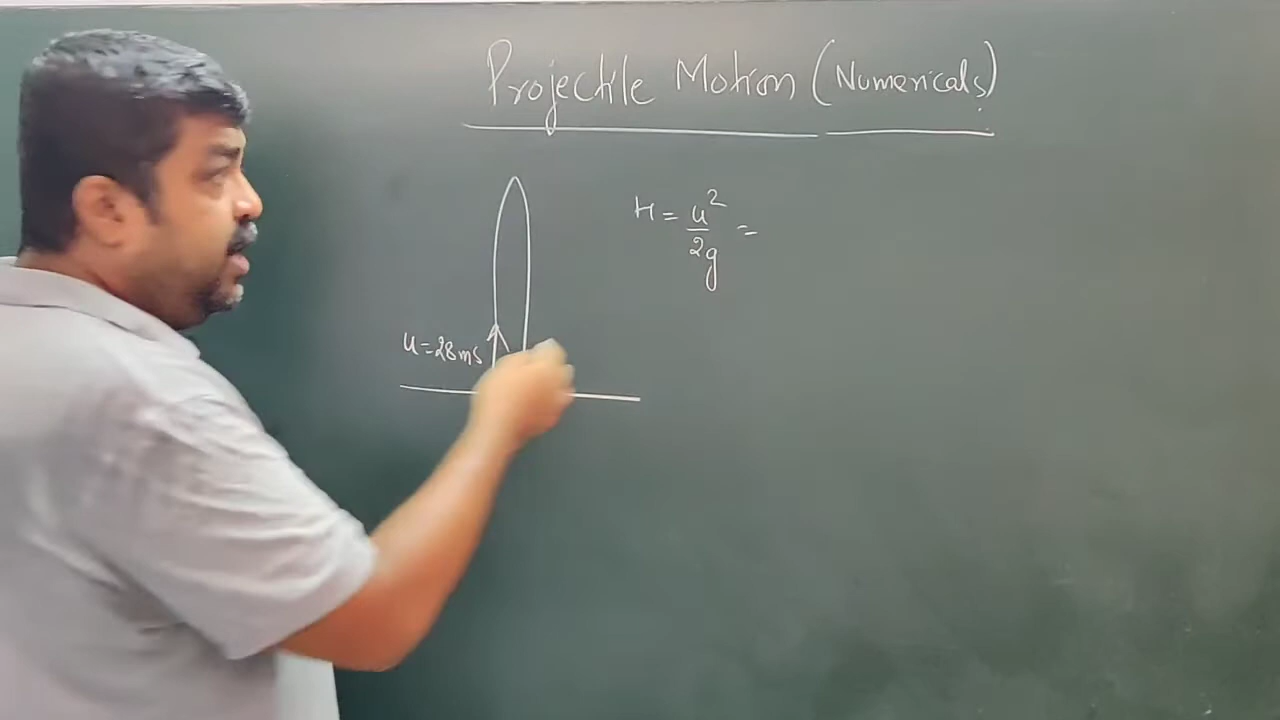 Projectile Motion (Numericals)
H = u²/2g =
u=28ms